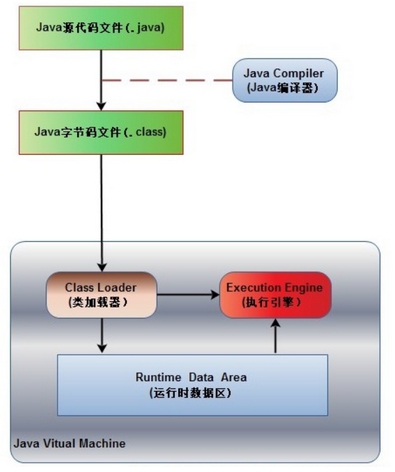 Java源代码文件(.java)
Java Compiler
(Java编译器)
Java字节码文件(.class)
Class Loader
(类加载器)
Execution Engine
(执行引擎)
Runtime Data Area
(运行时数据区)
Java Vitual Machine